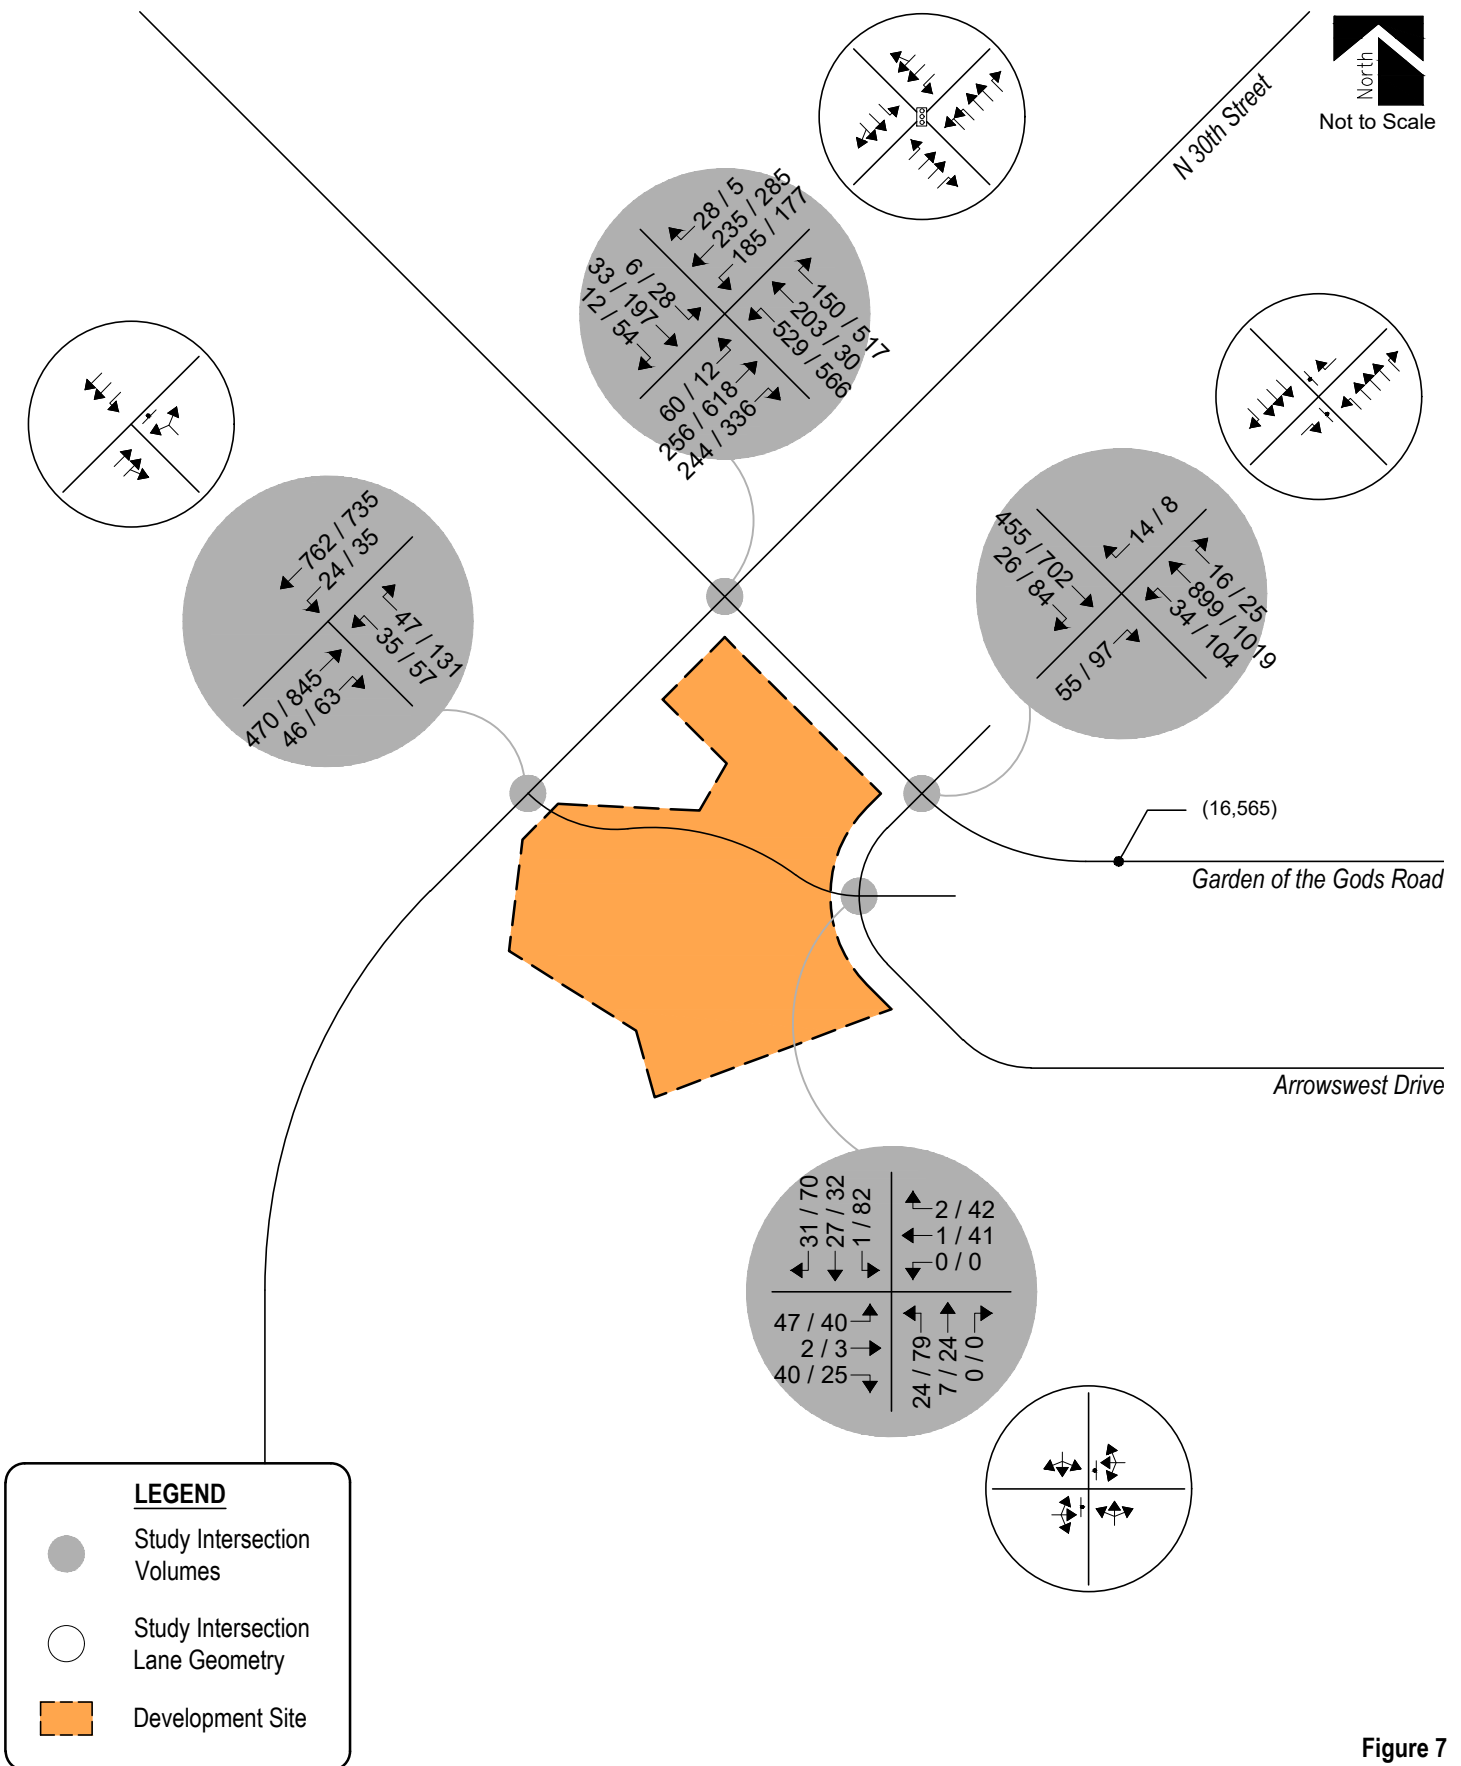 North
Not to Scale
N 30th Street
28 / 5
235 / 285
185 / 177
6 / 28
33 / 197
12 / 54
150 / 517
203 / 30
529 / 566
60 / 12
256 / 618
244 / 336
762 / 735
24 / 35
47 / 131
35 / 57
470 / 845
46 / 63
14 / 8
455 / 702
26 / 84
16 / 25
899 / 1019
34 / 104
55 / 97
(16,565)
Garden of the Gods Road
Arrowswest Drive
31 / 70
27 / 32
1 / 82
2 / 42
1 / 41
0 / 0
47 / 40
2 / 3
40 / 25
24 / 79
7 / 24
0 / 0
LEGEND
Study Intersection
Volumes
Study Intersection
Lane Geometry
Development Site
Figure 7